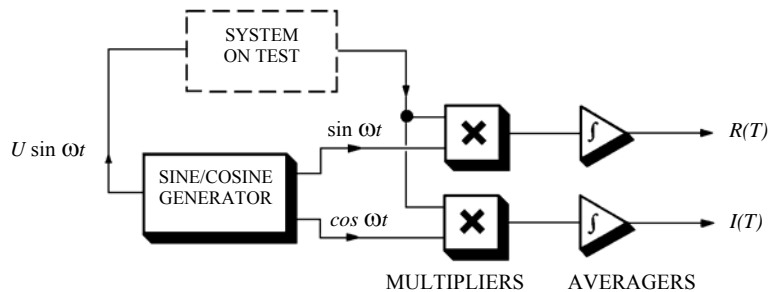 SYSTEM
ON TEST
sin ωt
R(T)
U sin ωt
SINE/COSINE
GENERATOR
cos ωt
I(T)
MULTIPLIERS
AVERAGERS
×
∫
×
∫